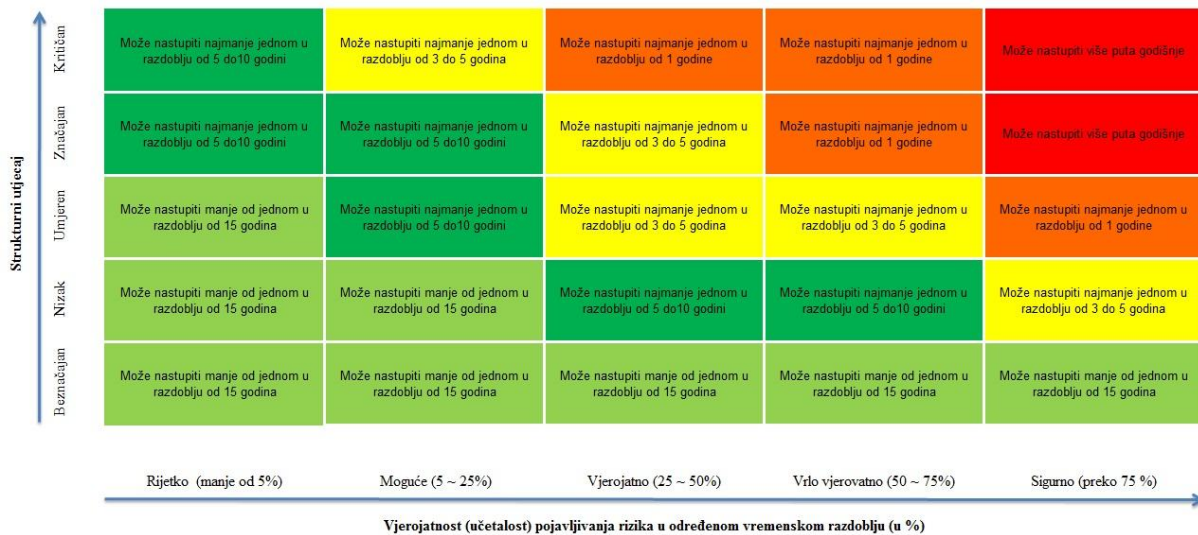 Strukturni utjecaj
Kritičan
Može nastupiti najmanje jednom u
razdoblju od 5 do10 godini
Može nastupiti najmanje jednom u
razdoblju od 3 do 5 godina
Može nastupiti najmanje jednom u
razdoblju od 1 godine
Može nastupiti najmanje jednom u
razdoblju od 1 godine
Može nastupiti više puta godišnje
Značajan
Može nastupiti najmanje jednom u
razdoblju od 5 do10 godini
Može nastupiti najmanje jednom u
razdoblju od 5 do10 godini
Može nastupiti najmanje jednom u
razdoblju od 3 do 5 godina
Može nastupiti najmanje jednom u
razdoblju od 1 godine
Može nastupiti više puta godišnje
Umjeren
Može nastupiti manje od jednom u
razdoblju od 15 godina
Može nastupiti najmanje jednom u
razdoblju od 5 do10 godini
Može nastupiti najmanje jednom u
razdoblju od 3 do 5 godina
Može nastupiti najmanje jednom u
razdoblju od 3 do 5 godina
Može nastupiti najmanje jednom u
razdoblju od 1 godine
Nizak
Može nastupiti manje od jednom u
razdoblju od 15 godina
Može nastupiti manje od jednom u
razdoblju od 15 godina
Može nastupiti najmanje jednom u
razdoblju od 5 do10 godini
Može nastupiti najmanje jednom u
razdoblju od 5 do10 godini
Može nastupiti najmanje jednom u
razdoblju od 3 do 5 godina
Beznačajan
Može nastupiti manje od jednom u
razdoblju od 15 godina
Može nastupiti manje od jednom u
razdoblju od 15 godina
Može nastupiti manje od jednom u
razdoblju od 15 godina
Može nastupiti manje od jednom u
razdoblju od 15 godina
Može nastupiti manje od jednom u
razdoblju od 15 godina
Rijetko (manje od 5%)
Moguće (5 ~ 25%)
Vjerojatno (25 ~ 50%)
Vrlo vjerovatno (50 ~ 75%)
Sigurno (preko 75 %)
Vjerojatnost (učetalost) pojavljivanja rizika u određenom vremenskom razdoblju (u %)